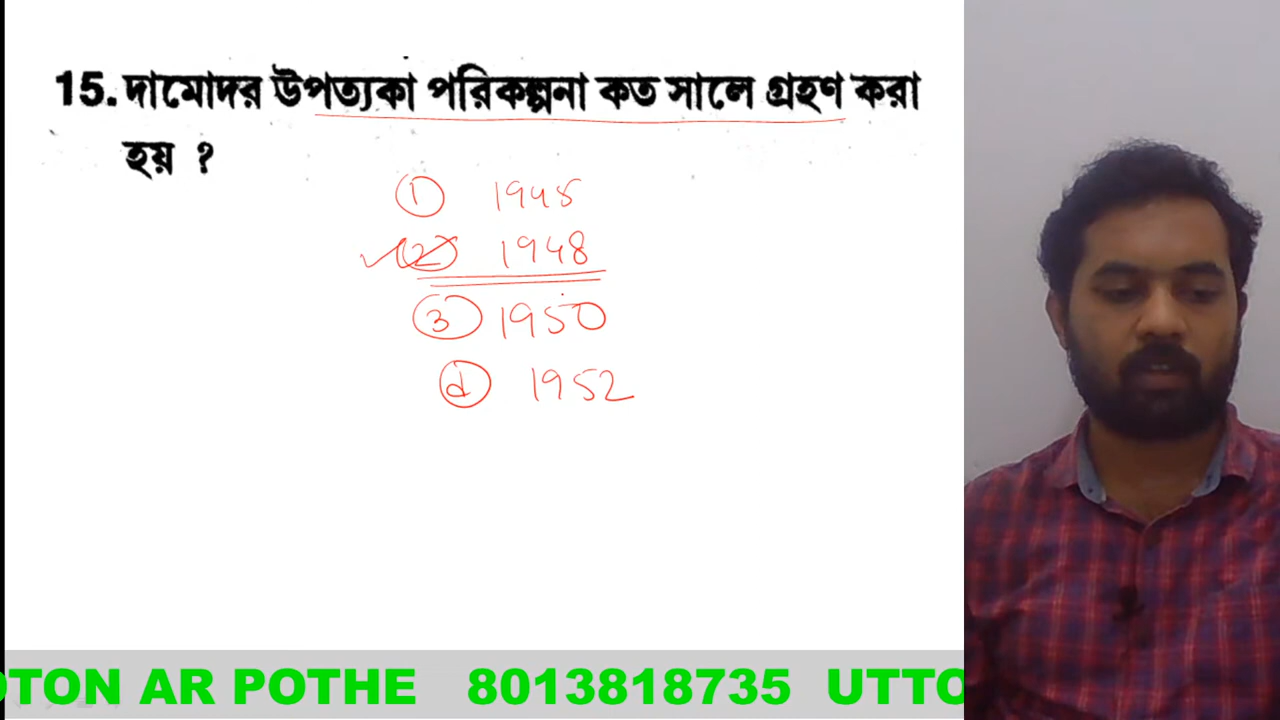 15. দামোদর উপত্যকা পরিকল্পনা কত সালে গ্রহণ করা
হয় ?
① 1945
② 1948
③ 1950
ⓓ 1952
OTON AR POTHE 8013818735 UTTO